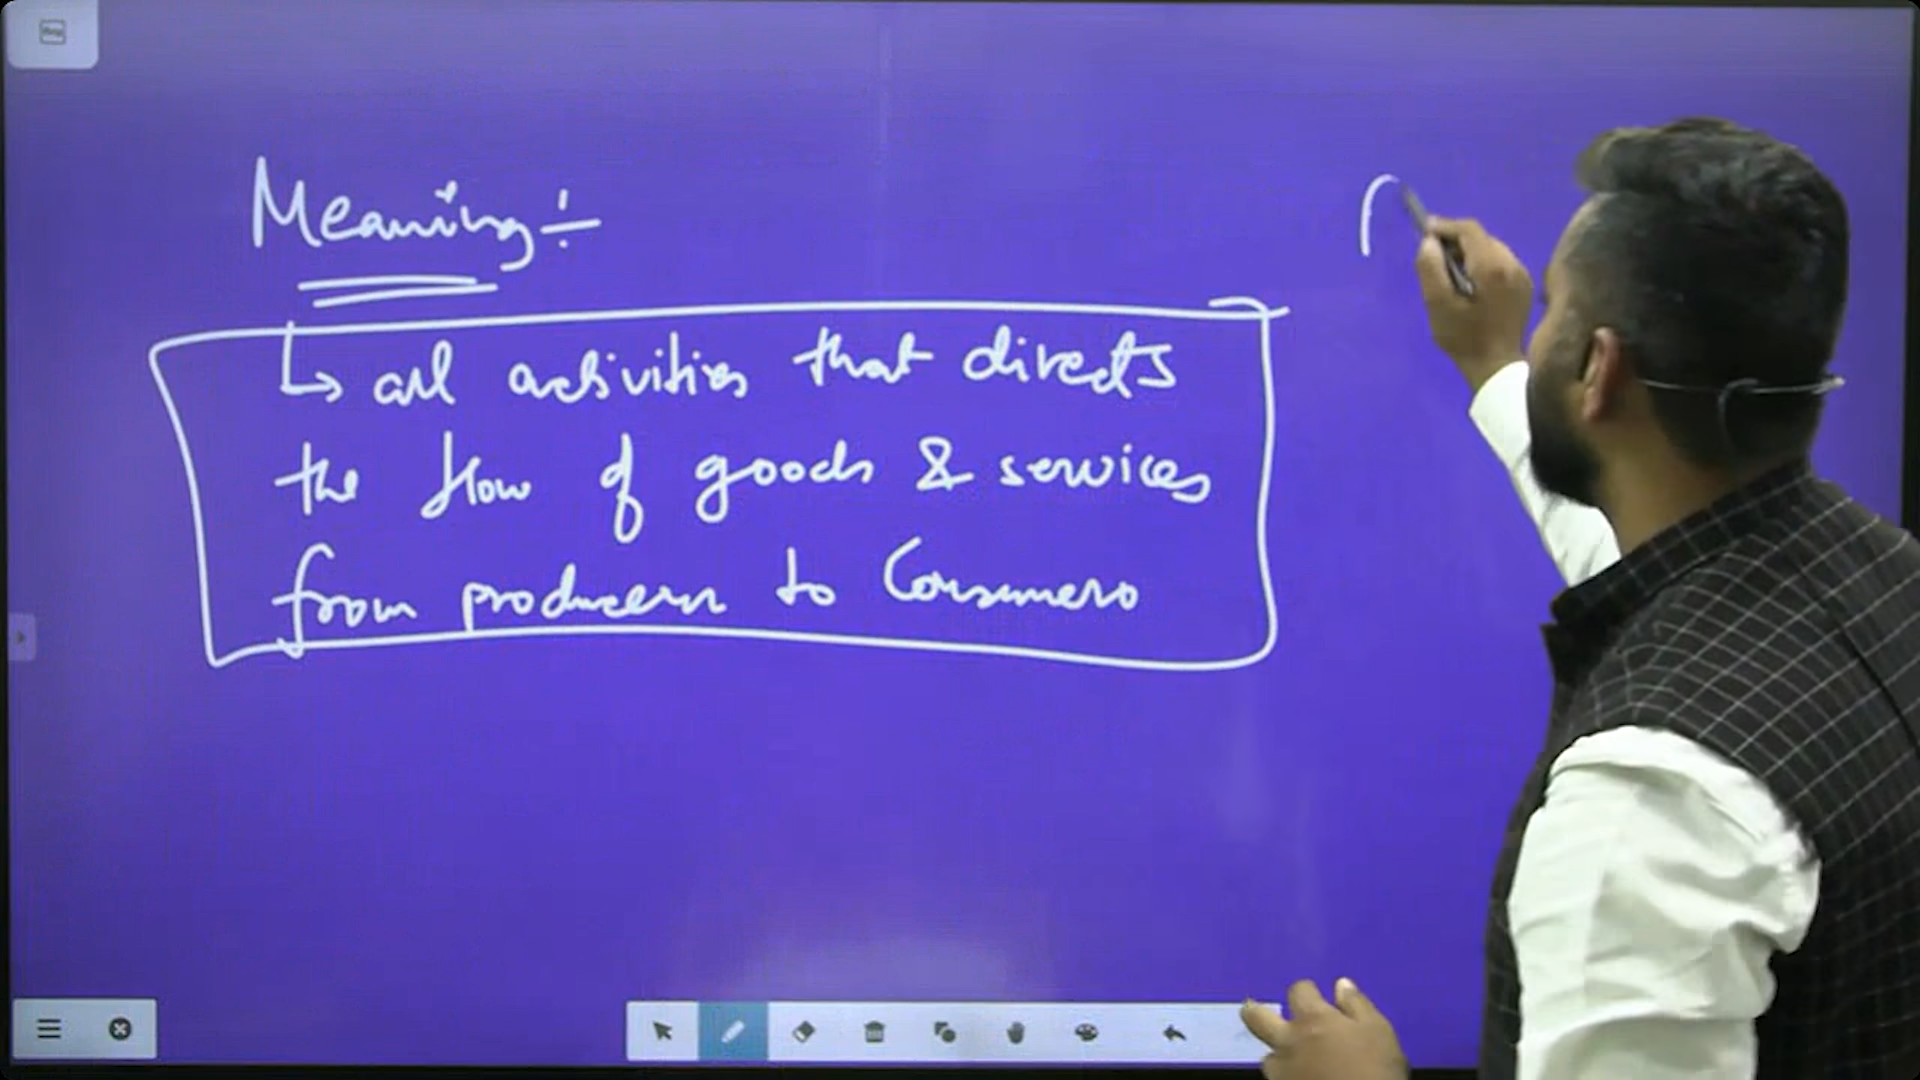 Meaning :-
↳ all activities that directs
the flow of goods & services
from producers to Consumers